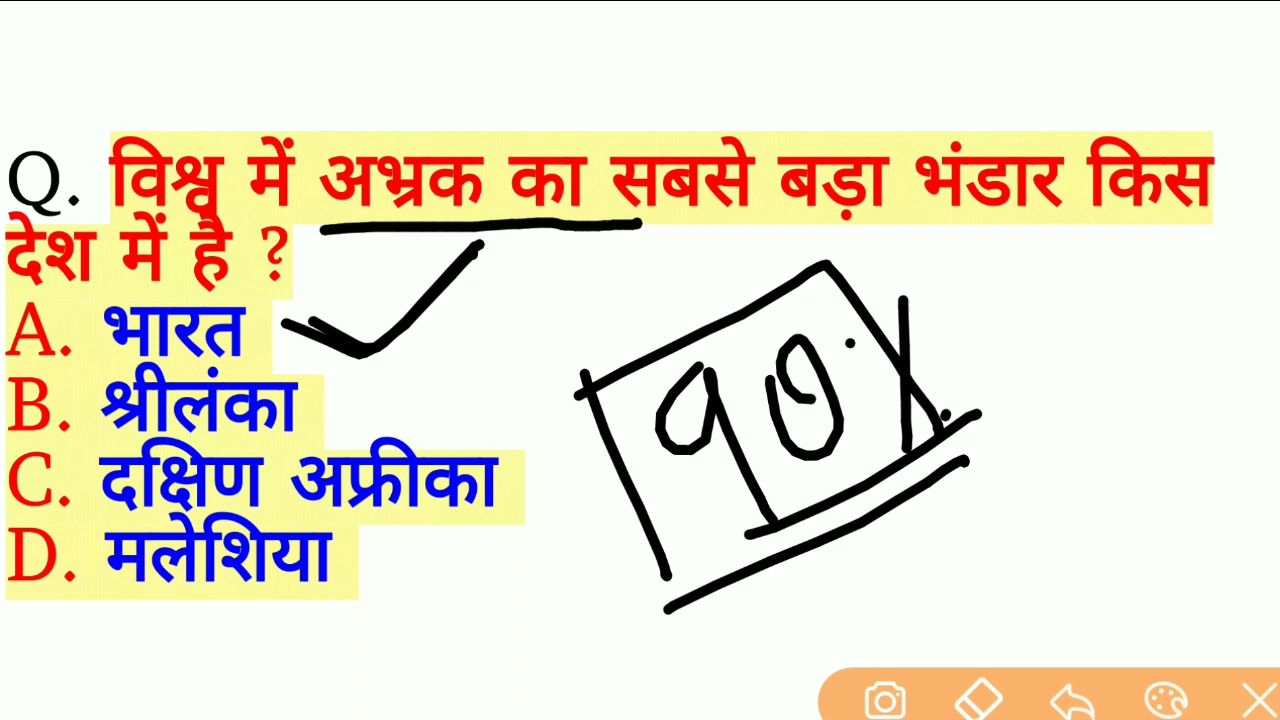 Q. विश्व में अभ्रक का सबसे बड़ा भंडार किस
देश में है ?
A. भारत
B. श्रीलंका
C. दक्षिण अफ्रीका
D. मलेशिया
90%